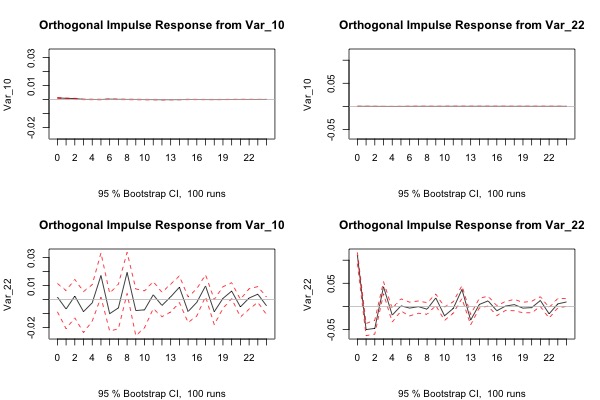 Orthogonal Impulse Response from Var_10
Var_10
-0.02 0.01 0.03
0 2 4 6 8 10 13 16 19 22
95 % Bootstrap CI, 100 runs
Orthogonal Impulse Response from Var_22
Var_10
-0.05 0.05
0 2 4 6 8 10 13 16 19 22
95 % Bootstrap CI, 100 runs
Orthogonal Impulse Response from Var_10
Var_22
-0.02 0.01 0.03
0 2 4 6 8 10 13 16 19 22
95 % Bootstrap CI, 100 runs
Orthogonal Impulse Response from Var_22
Var_22
-0.05 0.05
0 2 4 6 8 10 13 16 19 22
95 % Bootstrap CI, 100 runs